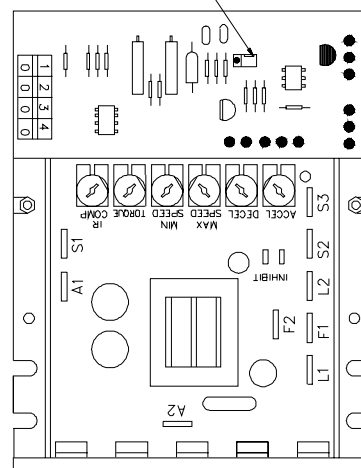 1
2
3
4
IR COMP
TORQUE
MIN SPEED
MAX SPEED
DECEL
ACCEL
S3
S1
S2
INHIBIT
A1
L2
F2
F1
L1
A2